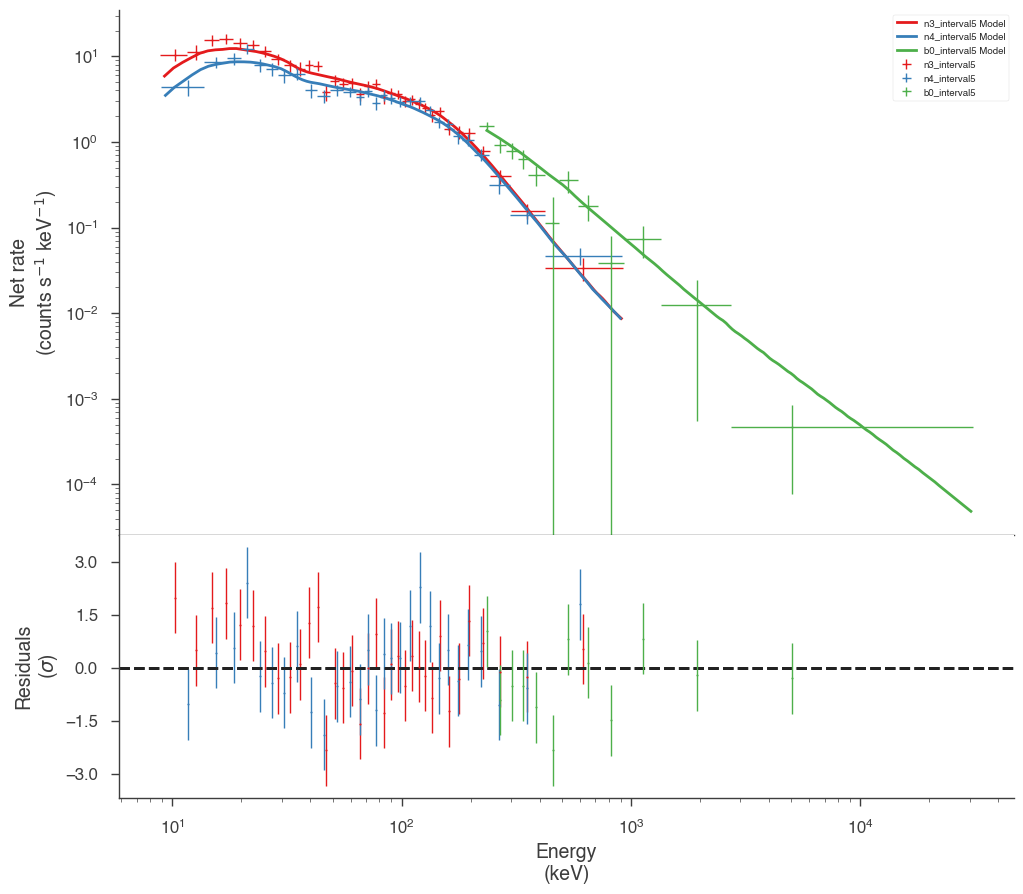 n3_interval5 Model
n4_interval5 Model
b0_interval5 Model
n3_interval5
n4_interval5
b0_interval5
10¹
10⁰
10⁻¹
10⁻²
10⁻³
10⁻⁴
Net rate
(counts s⁻¹ keV⁻¹)
3.0
1.5
0.0
−1.5
−3.0
Residuals
(σ)
10¹ 10² 10³ 10⁴
Energy
(keV)